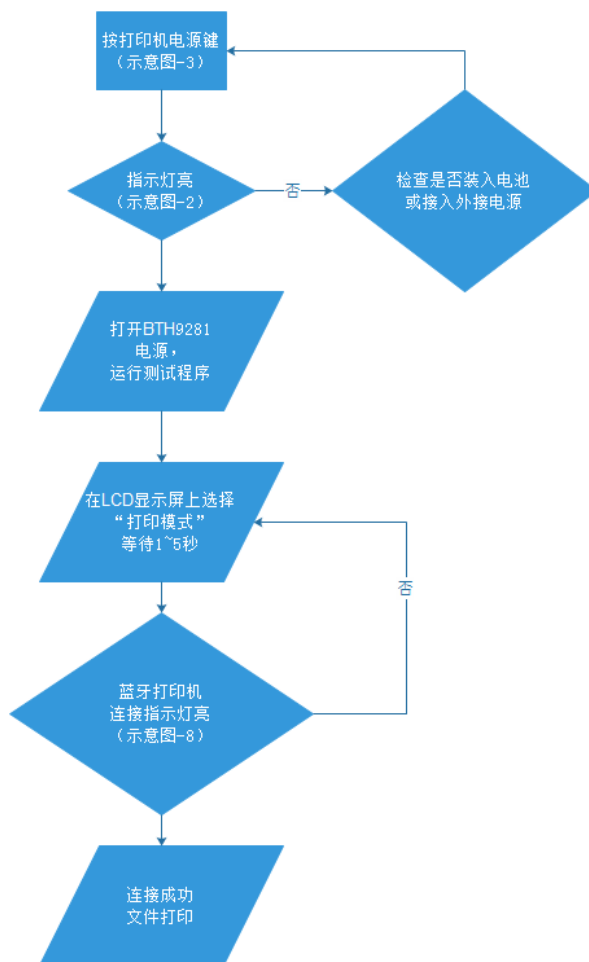 按打印机电源键
（示意图-3）
指示灯亮
（示意图-2）
否
检查是否装入电池
或接入外接电源
打开BTH9281
电源，
运行测试程序
在LCD显示屏上选择
“打印模式”
等待1~5秒
否
蓝牙打印机
连接指示灯亮
（示意图-8）
连接成功
文件打印